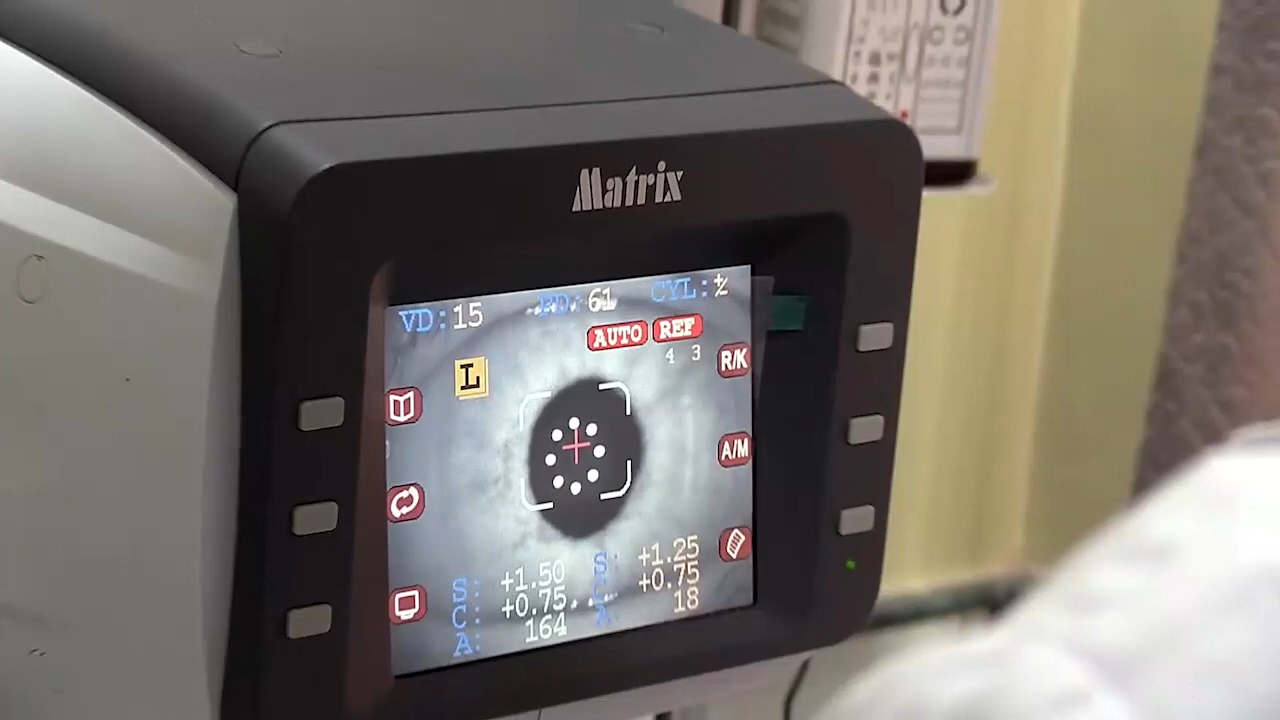 Matrix
VD:15 PD:61 CYL:±
AUTO REF
4 3
L
R/K
A/M
S: +1.50 S: +1.25
C: +0.75 C: +0.75
A: 164 A: 18